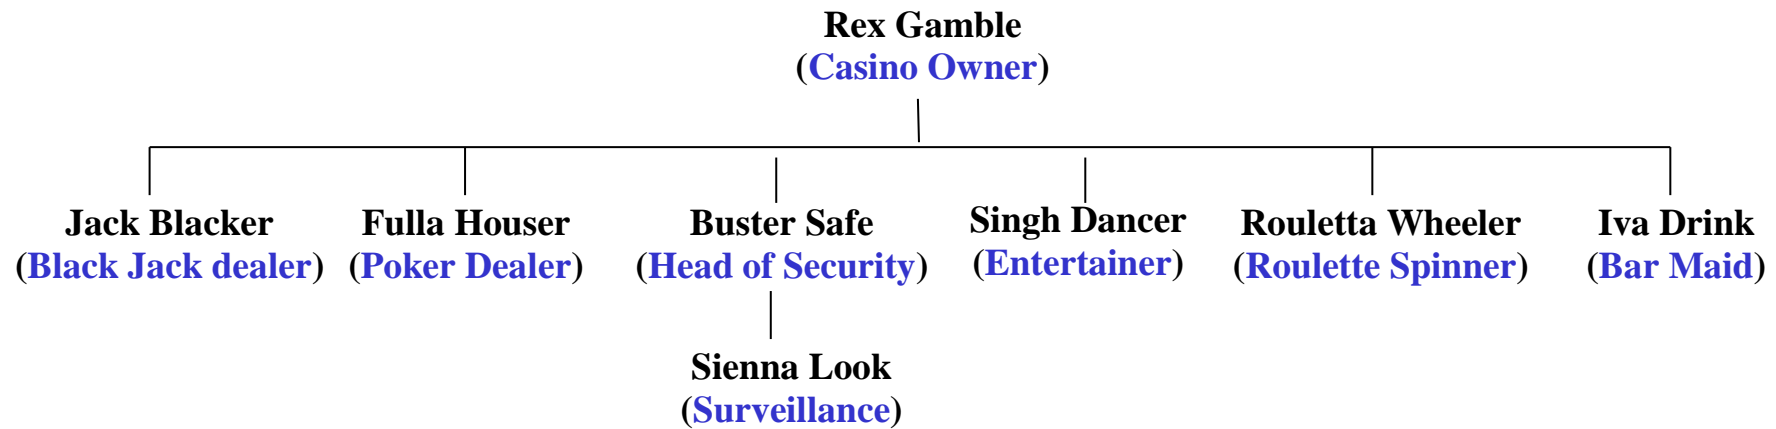 Rex Gamble
(Casino Owner)
Jack Blacker
(Black Jack dealer)
Fulla Houser
(Poker Dealer)
Buster Safe
(Head of Security)
Singh Dancer
(Entertainer)
Rouletta Wheeler
(Roulette Spinner)
Iva Drink
(Bar Maid)
Sienna Look
(Surveillance)